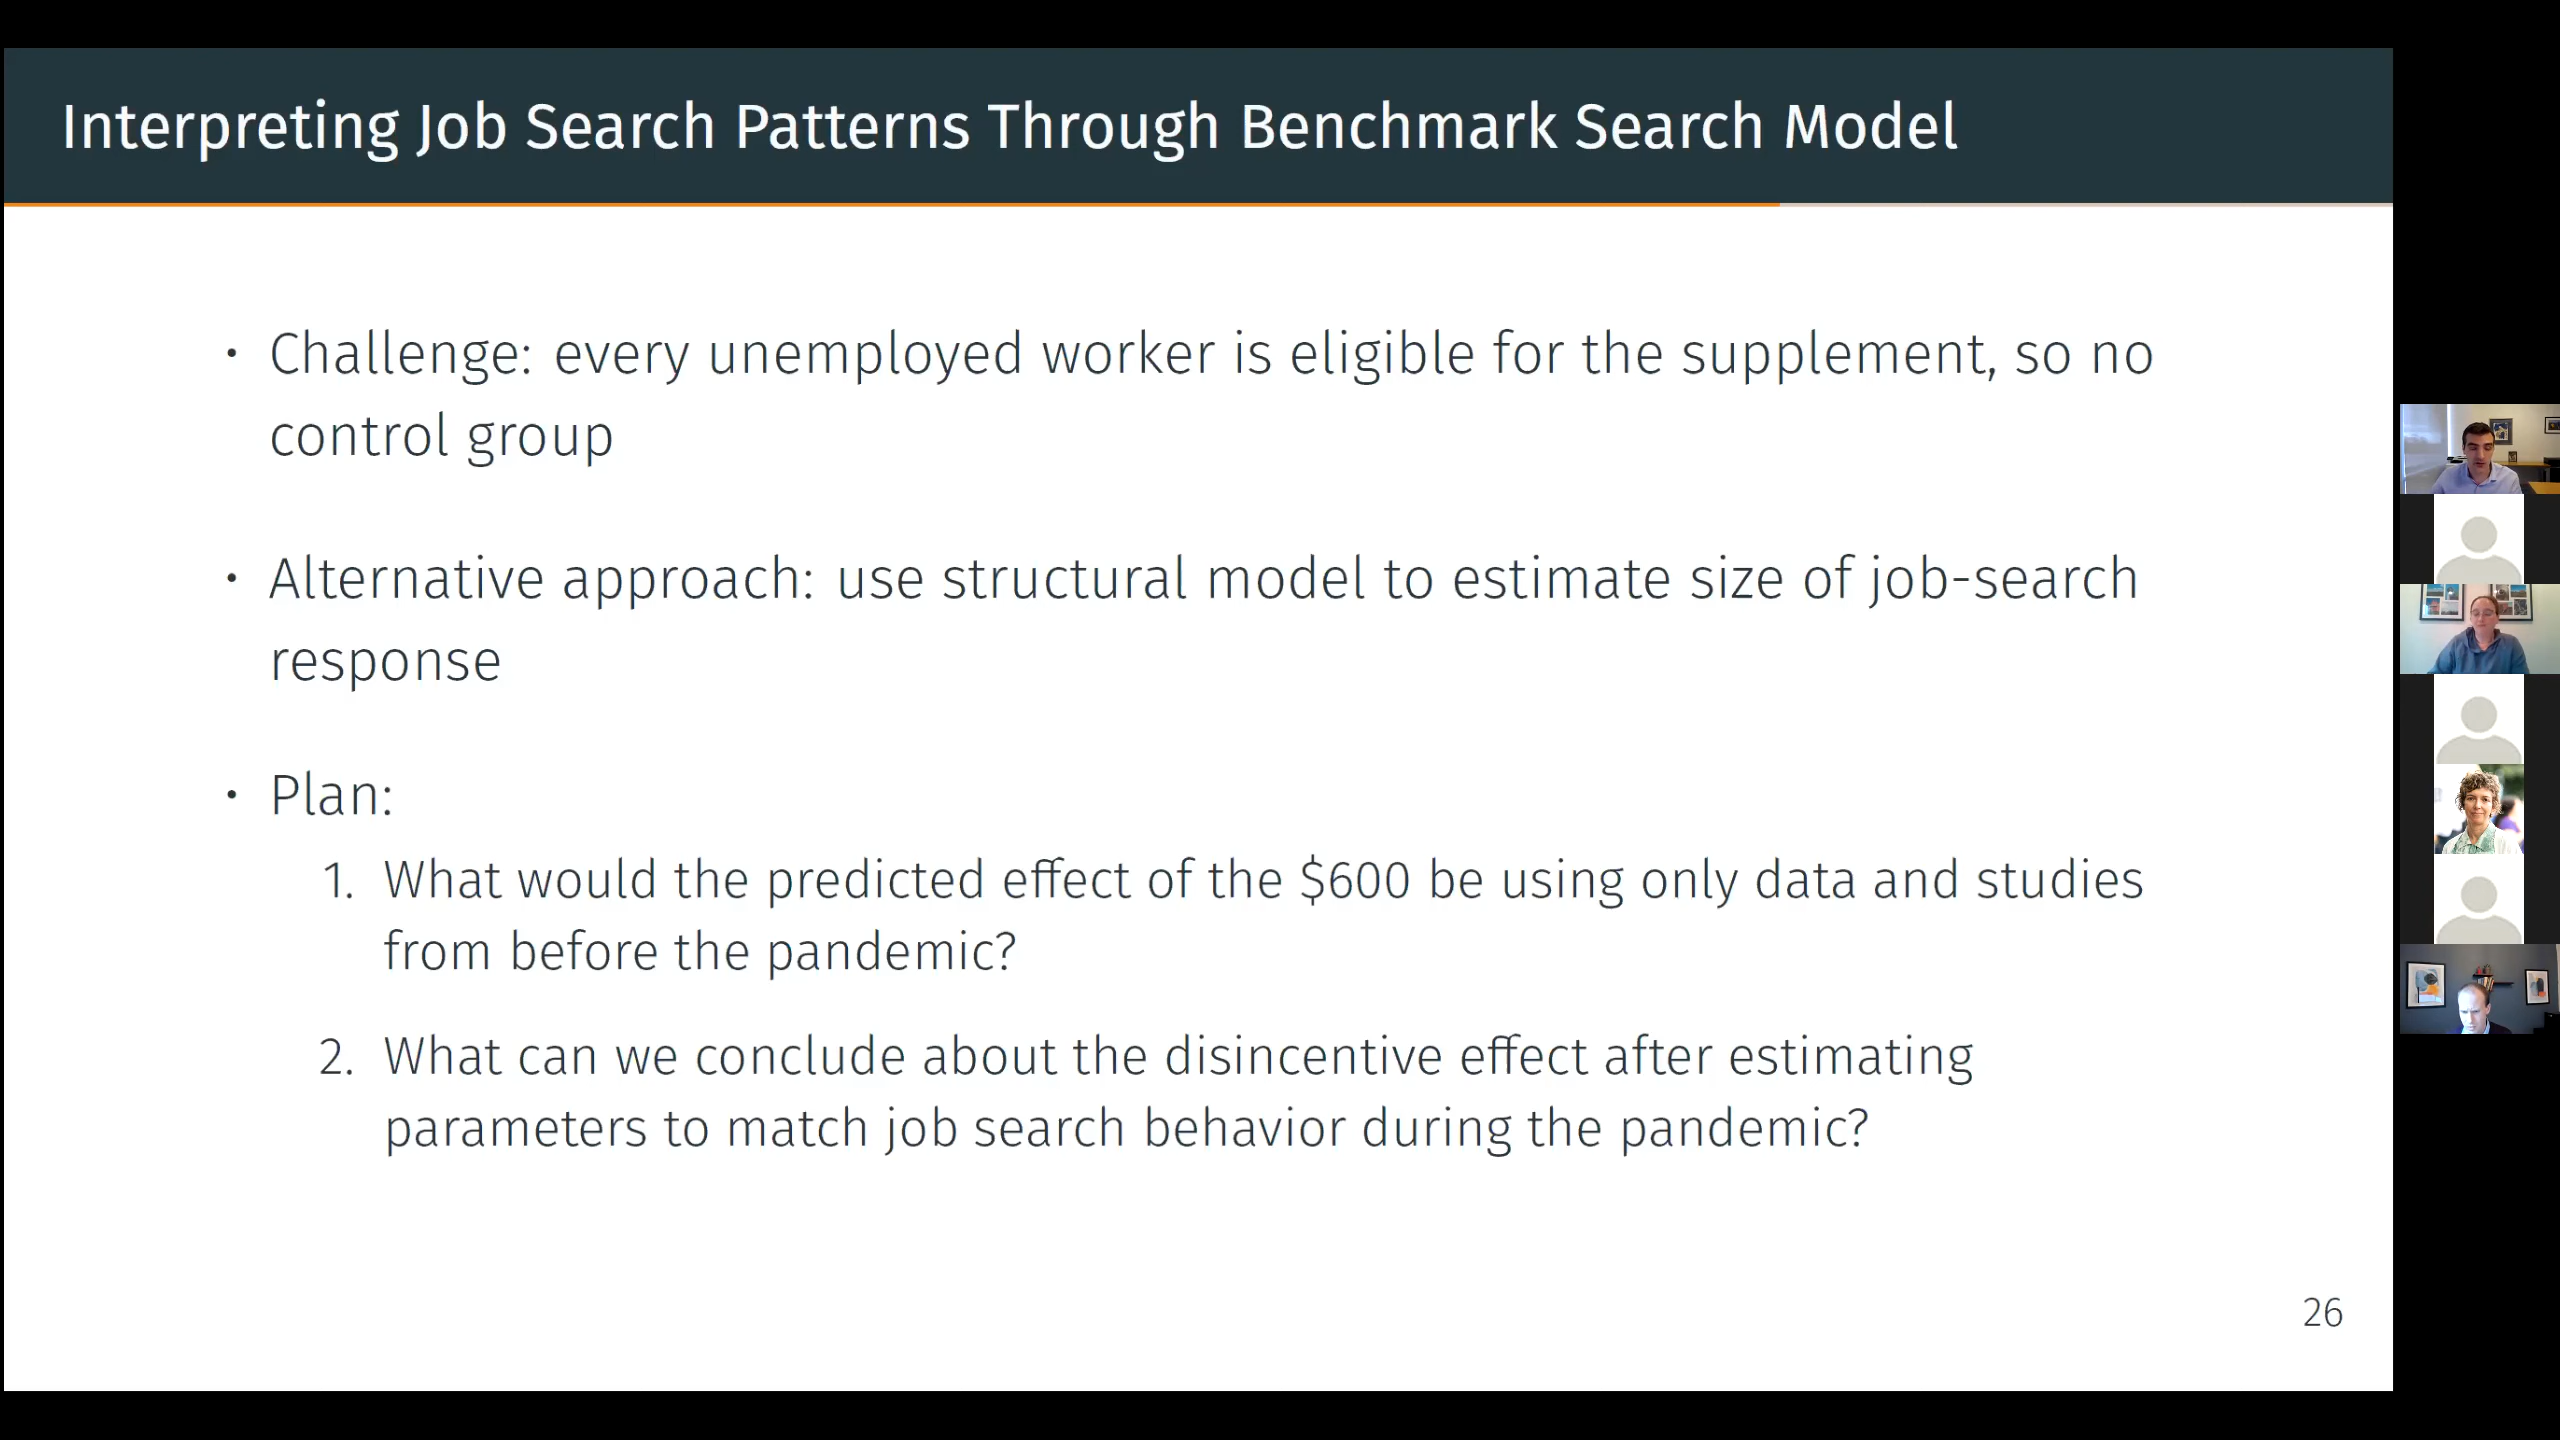 Interpreting Job Search Patterns Through Benchmark Search Model
• Challenge: every unemployed worker is eligible for the supplement, so no
control group
• Alternative approach: use structural model to estimate size of job-search
response
• Plan:
1. What would the predicted effect of the $600 be using only data and studies
from before the pandemic?
2. What can we conclude about the disincentive effect after estimating
parameters to match job search behavior during the pandemic?
26